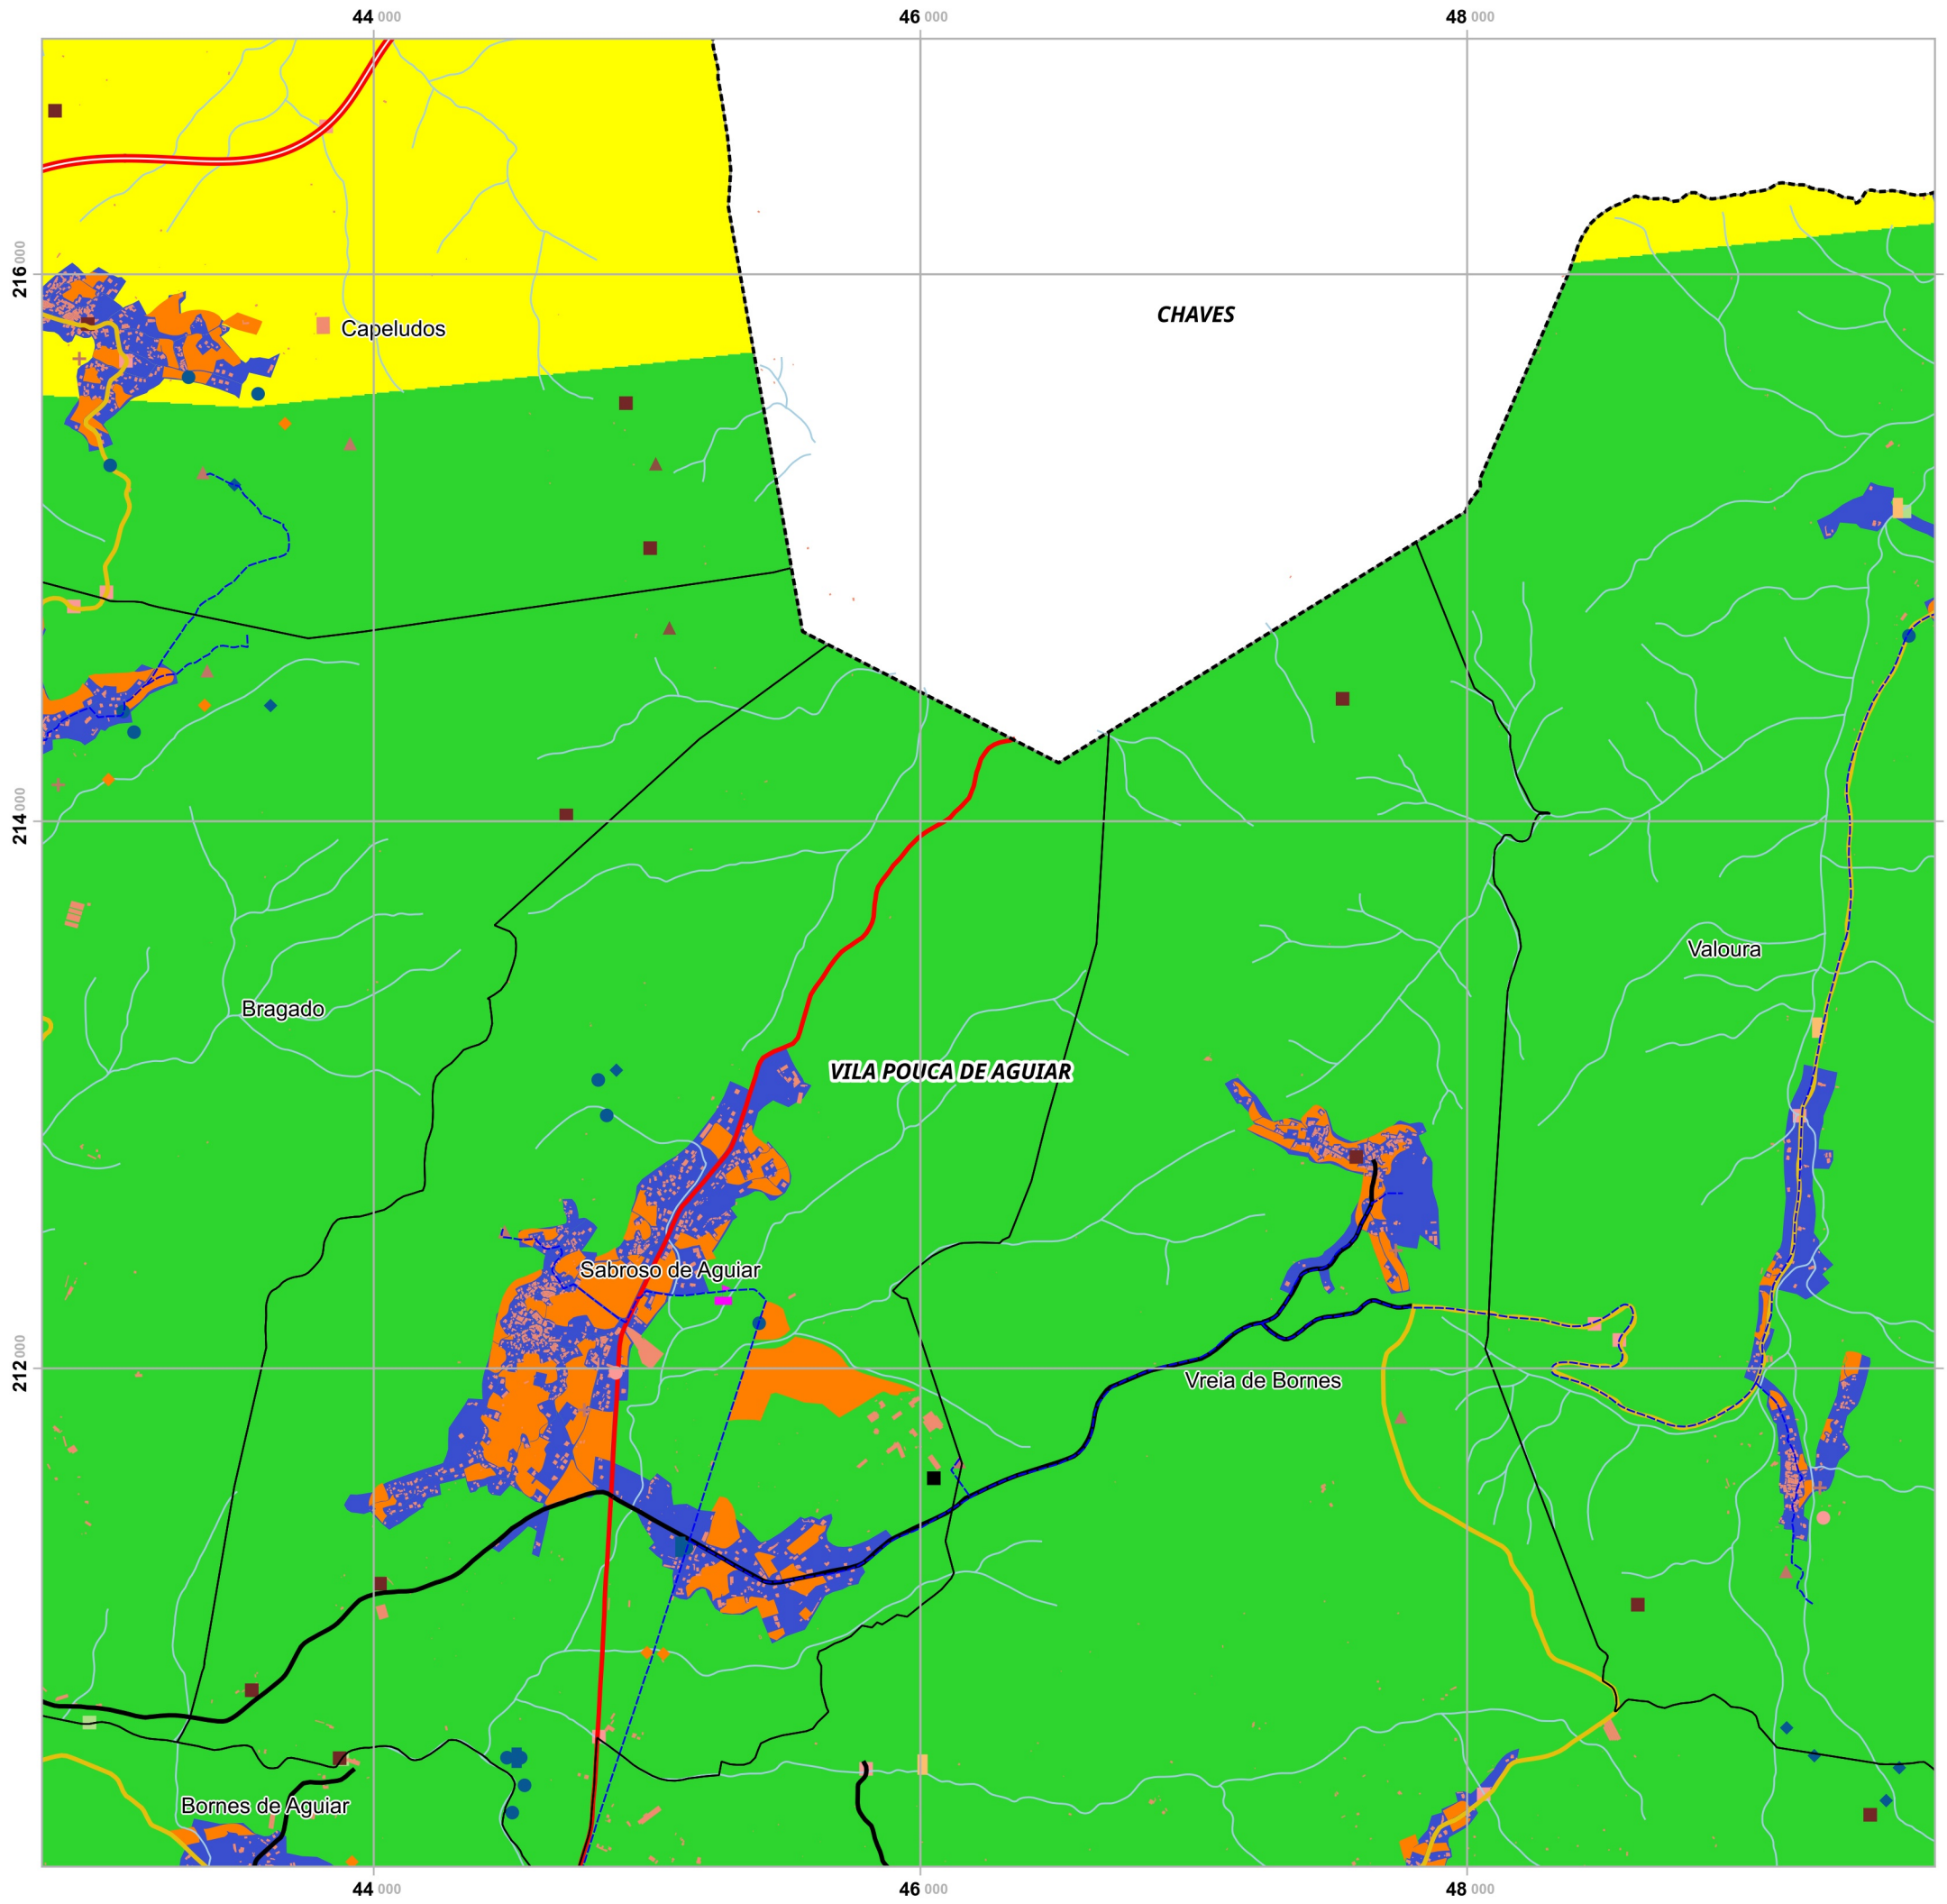 44 000
46 000
48 000
216 000
CHAVES
Capeludos
214 000
Valoura
Bragado
VILA POUCA DE AGUIAR
Sabroso de Aguiar
212 000
Vreia de Bornes
Bornes de Aguiar
44 000
46 000
48 000